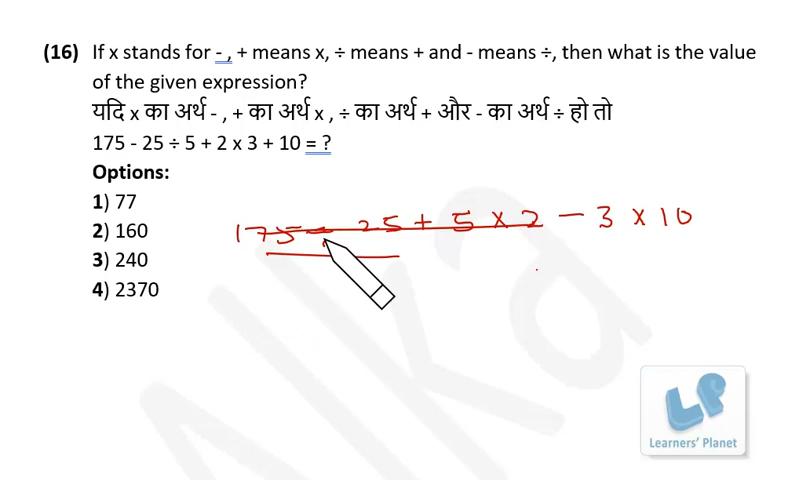 (16) If x stands for - , + means x, ÷ means + and - means ÷, then what is the value
of the given expression?
यदि x का अर्थ - , + का अर्थ x , ÷ का अर्थ + और - का अर्थ ÷ हो तो
175 - 25 ÷ 5 + 2 x 3 + 10 = ?
Options:
1) 77
2) 160
3) 240
4) 2370
175 ÷ 25 + 5 x 2 - 3 x 10
Alka
LP
Learners' Planet